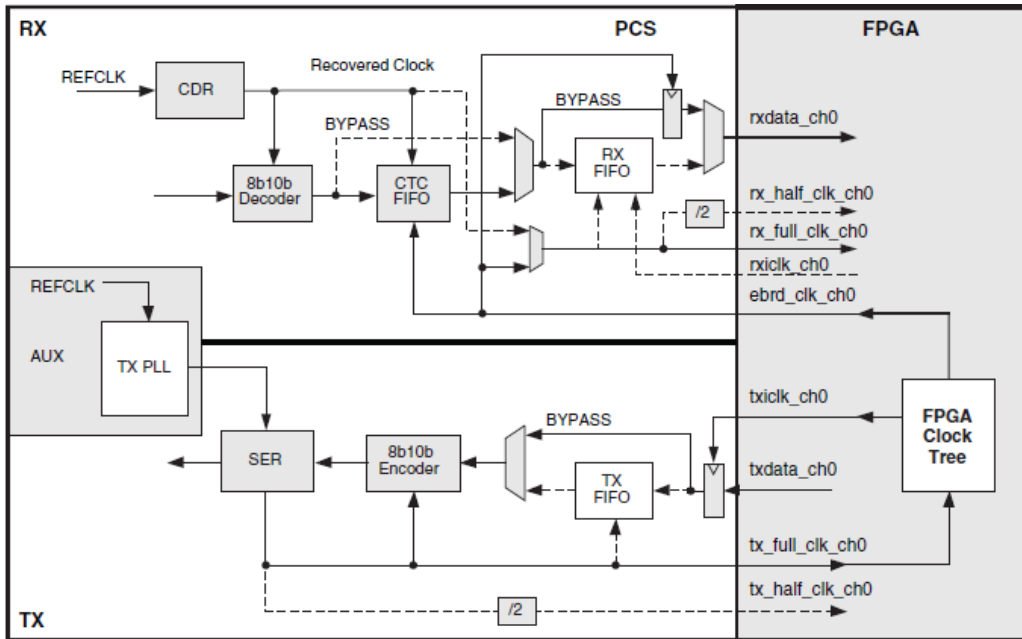 RX
PCS
FPGA
REFCLK
CDR
Recovered Clock
BYPASS
BYPASS
rxdata_ch0
8b10b
Decoder
CTC
FIFO
RX
FIFO
/2
rx_half_clk_ch0
rx_full_clk_ch0
rxiclk_ch0
ebrd_clk_ch0
REFCLK
AUX
TX PLL
txiclk_ch0
FPGA
Clock
Tree
BYPASS
SER
8b10b
Encoder
TX
FIFO
txdata_ch0
tx_full_clk_ch0
tx_half_clk_ch0
/2
TX